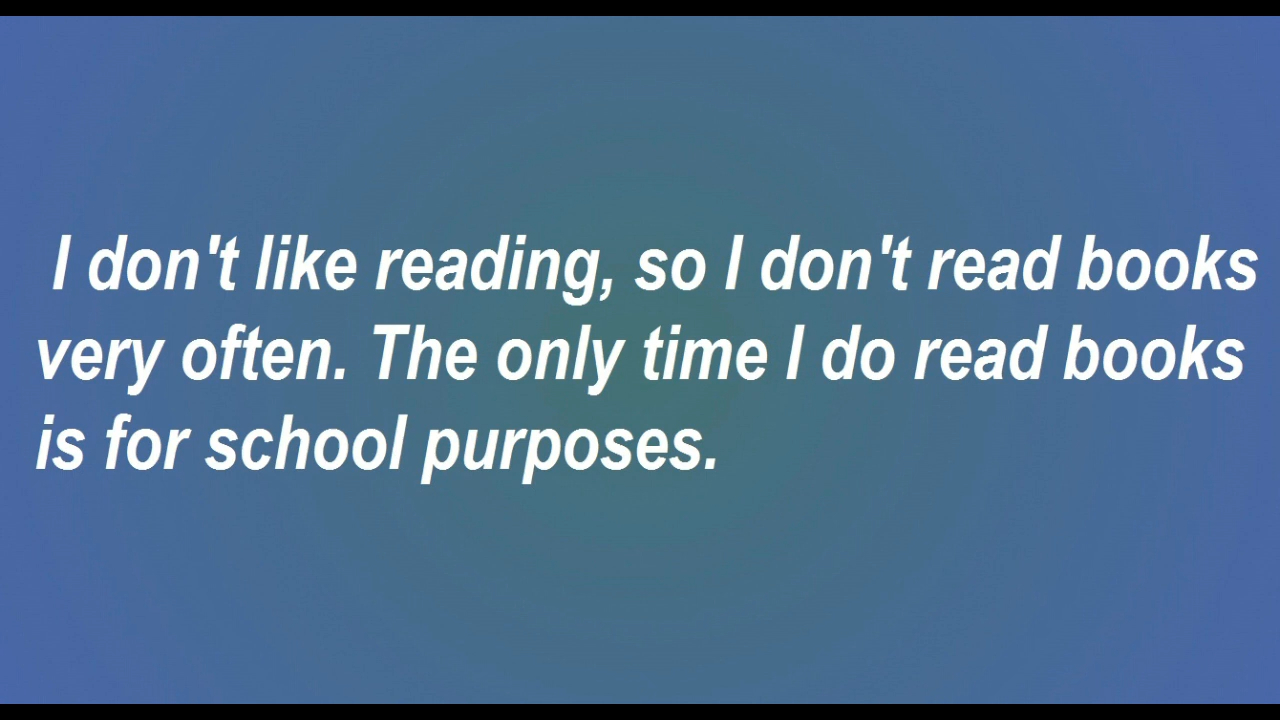 I don't like reading, so I don't read books
very often. The only time I do read books
is for school purposes.